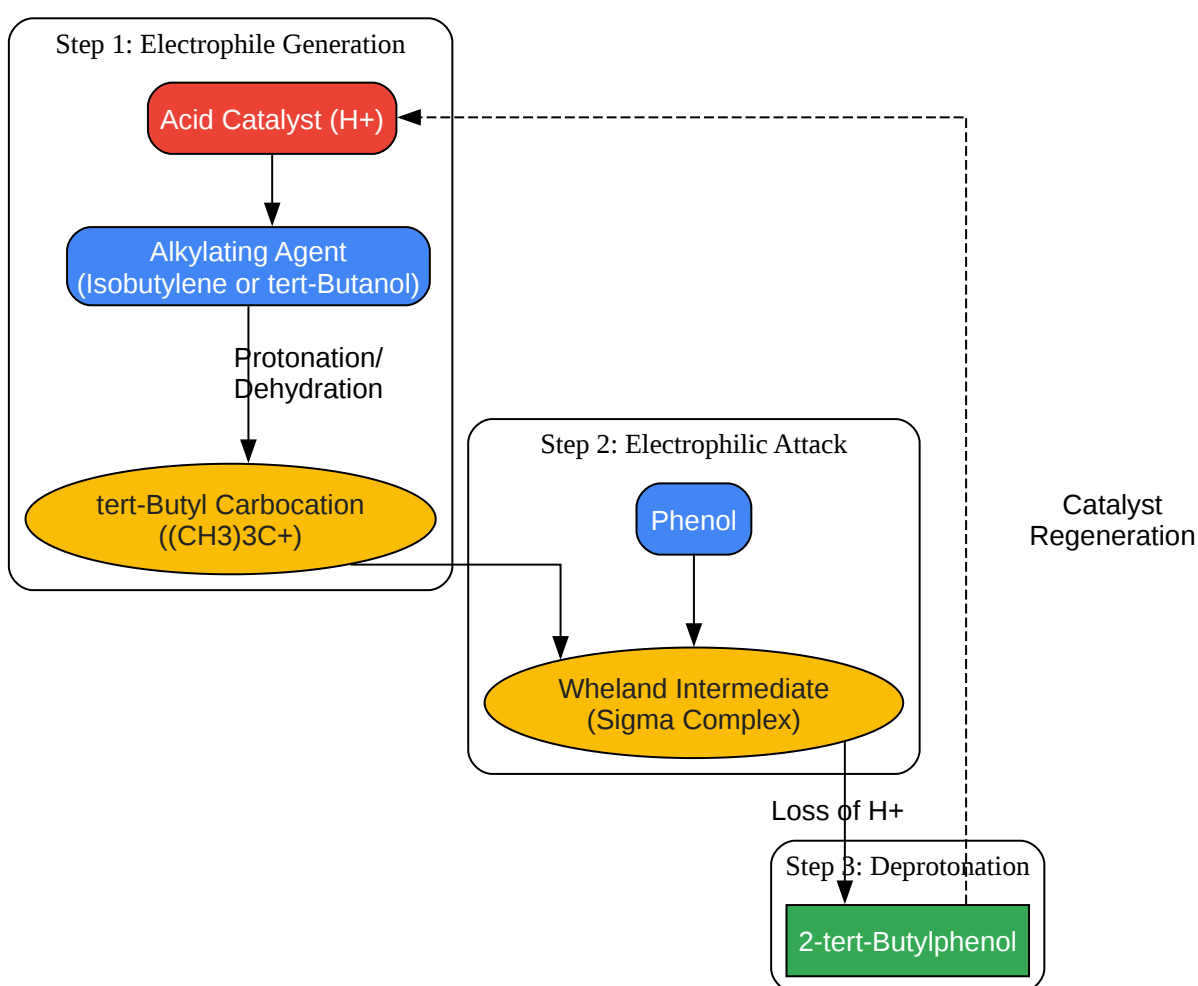 Step 1: Electrophile Generation
Acid Catalyst (H+)
Alkylating Agent
(Isobutylene or tert-Butanol)
Protonation/
Dehydration
tert-Butyl Carbocation
((CH3)3C+)
Step 2: Electrophilic Attack
Phenol
Wheland Intermediate
(Sigma Complex)
Catalyst
Regeneration
Loss of H+
Step 3: Deprotonation
2-tert-Butylphenol